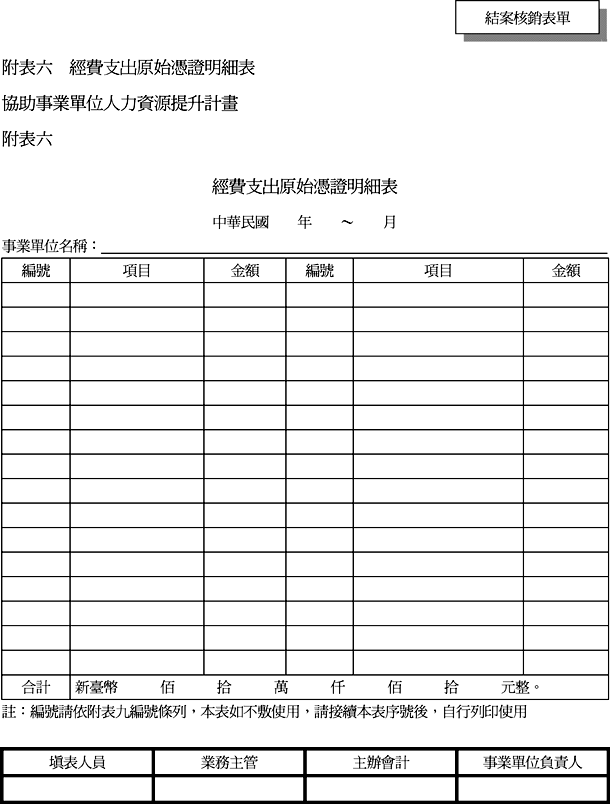 結案核銷表單
附表六　經費支出原始憑證明細表
協助事業單位人力資源提升計畫
附表六
經費支出原始憑證明細表
中華民國　　年　　～　　月
事業單位名稱：
編號　項目　金額　編號　項目　金額
合計　新臺幣　　佰　　拾　　萬　　仟　　佰　　拾　　元整。
註：編號請依附表九編號條列，本表如不敷使用，請接續本表序號後，自行列印使用
填表人員　業務主管　主辦會計　事業單位負責人